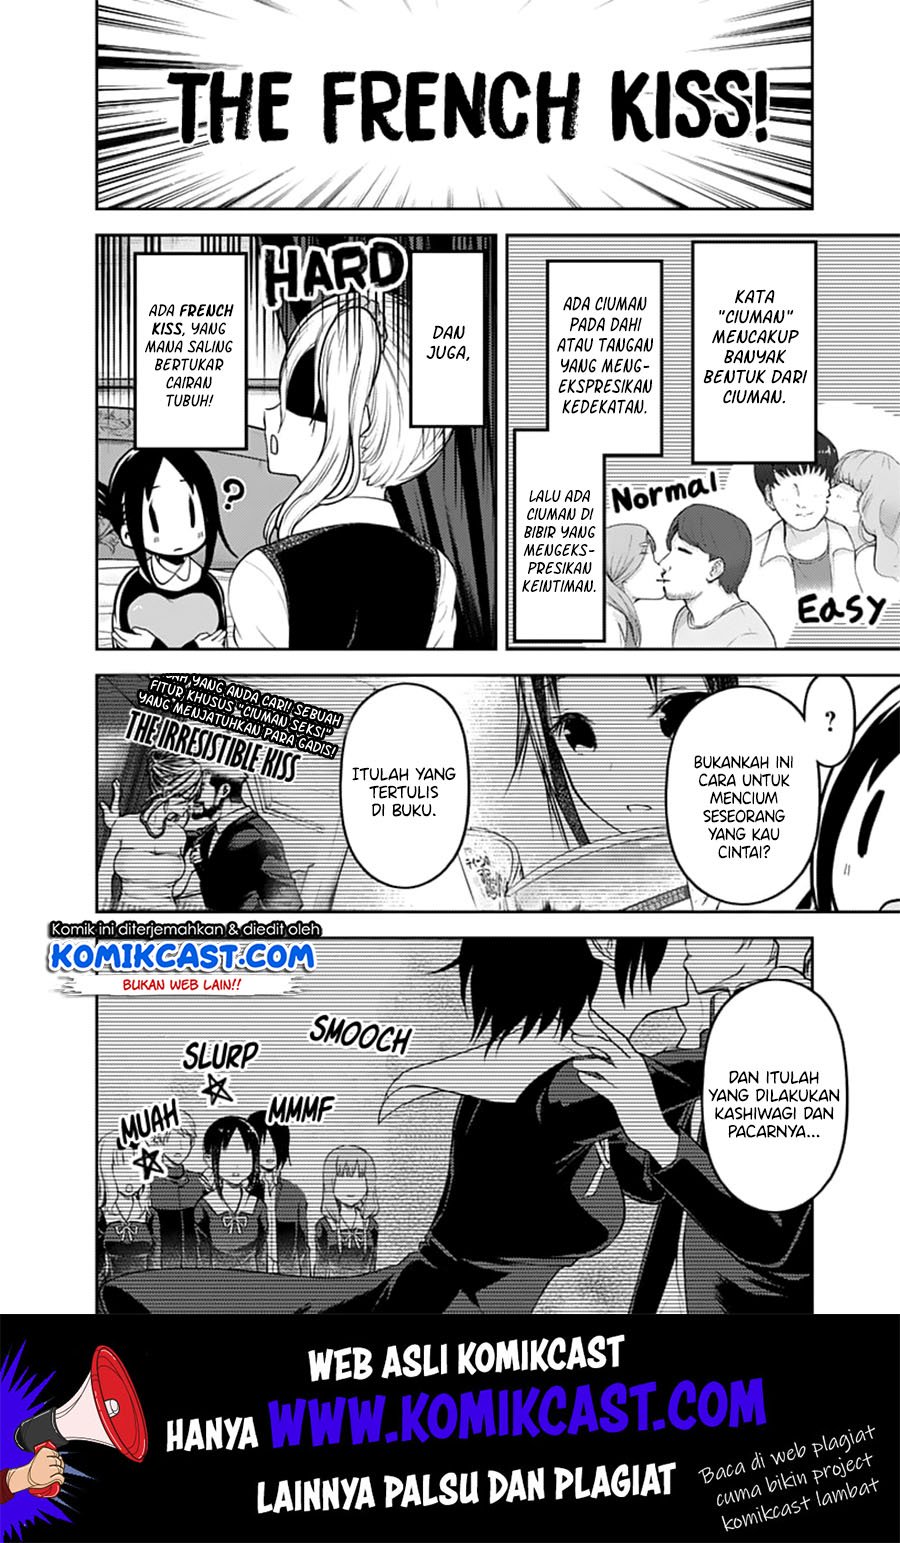 THE FRENCH KISS!
KATA
"CIUMAN"
MENCAKUP
BANYAK
BENTUK DARI
CIUMAN.
ADA CIUMAN
PADA DAHI
ATAU TANGAN
YANG MENG-
EKSPRESIKAN
KEDEKATAN.
Easy
LALU ADA
CIUMAN DI
BIBIR YANG
MENGEKS-
PRESIKAN
KEINTIMAN.
Normal
DAN
JUGA,
HARD
ADA FRENCH
KISS, YANG
MANA SALING
BERTUKAR
CAIRAN
TUBUH!
?
?
BUKANKAH INI
CARA UNTUK
MENCIUM
SESEORANG
YANG KAU
CINTAI?
ITULAH YANG
TERTULIS
DI BUKU.
YANG ANDA CARI! SEBUAH
FITUR KHUSUS "CIUMAN SEKSI"
YANG MENJATUHKAN PARA GADIS!
THE IRRESISTIBLE KISS
Komik ini diterjemahkan & diedit oleh
KOMIKCAST.COM
BUKAN WEB LAIN!!
DAN ITULAH
YANG DILAKUKAN
KASHIWAGI DAN
PACARNYA...
SMOOCH
SLURP
MMMF
MUAH
WEB ASLI KOMIKCAST
HANYA WWW.KOMIKCAST.COM
LAINNYA PALSU DAN PLAGIAT
Baca di web plagiat
cuma bikin project
komikcast lambat